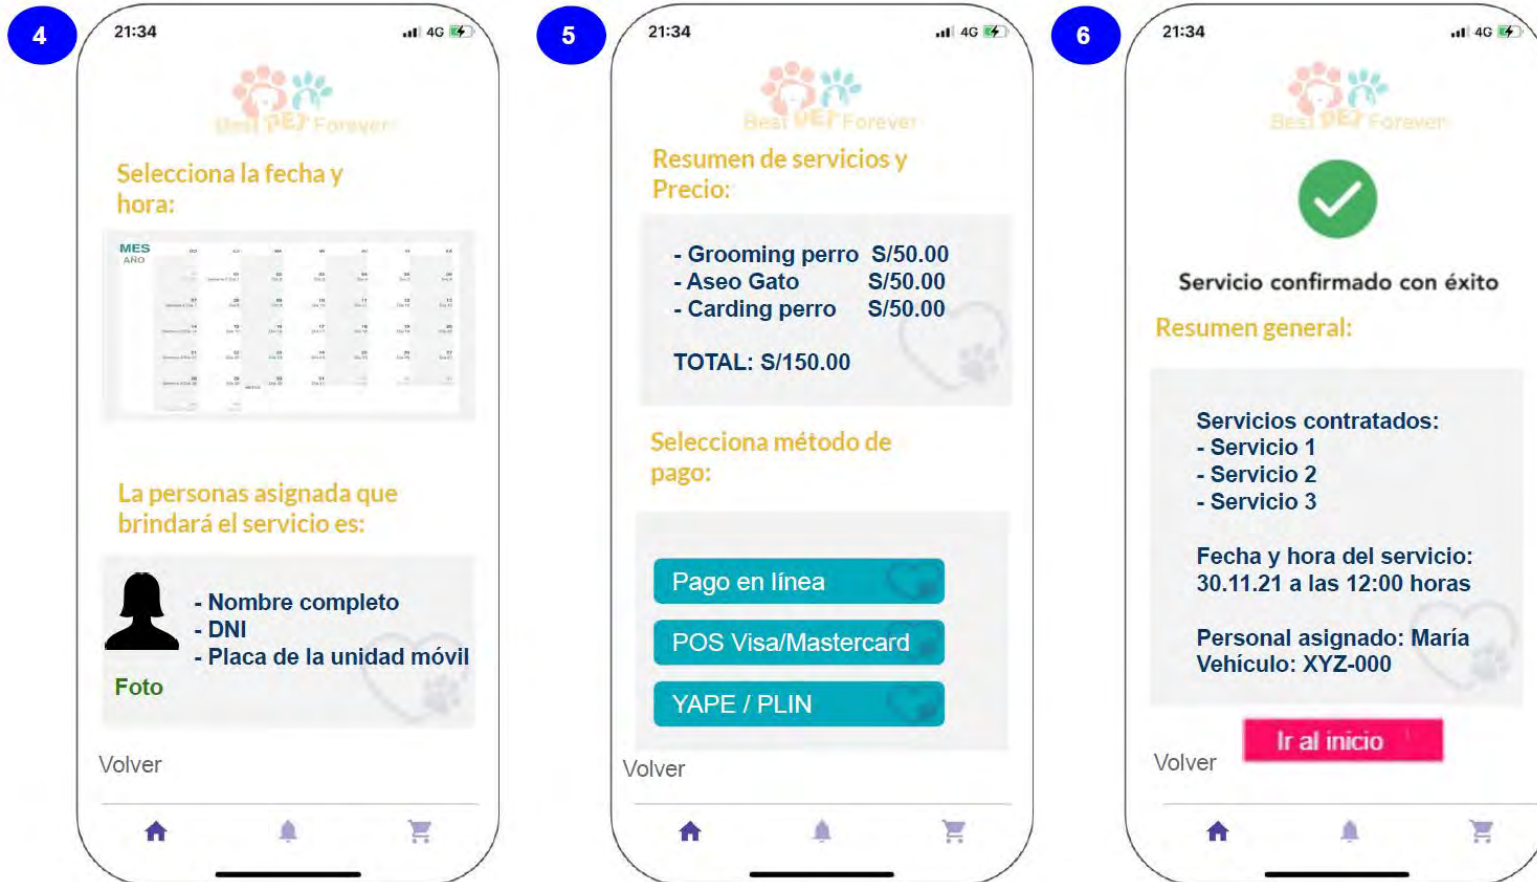 4
21:34
4G
Best PET Forever
Selecciona la fecha y
hora:
MES
AÑO
La personas asignada que
brindará el servicio es:
- Nombre completo
- DNI
- Placa de la unidad móvil
Foto
Volver
5
21:34
4G
Best PET Forever
Resumen de servicios y
Precio:
- Grooming perro S/50.00
- Aseo Gato S/50.00
- Carding perro S/50.00
TOTAL: S/150.00
Selecciona método de
pago:
Pago en línea
POS Visa/Mastercard
YAPE / PLIN
Volver
6
21:34
4G
Best PET Forever
Servicio confirmado con éxito
Resumen general:
Servicios contratados:
- Servicio 1
- Servicio 2
- Servicio 3
Fecha y hora del servicio:
30.11.21 a las 12:00 horas
Personal asignado: María
Vehículo: XYZ-000
Ir al inicio
Volver